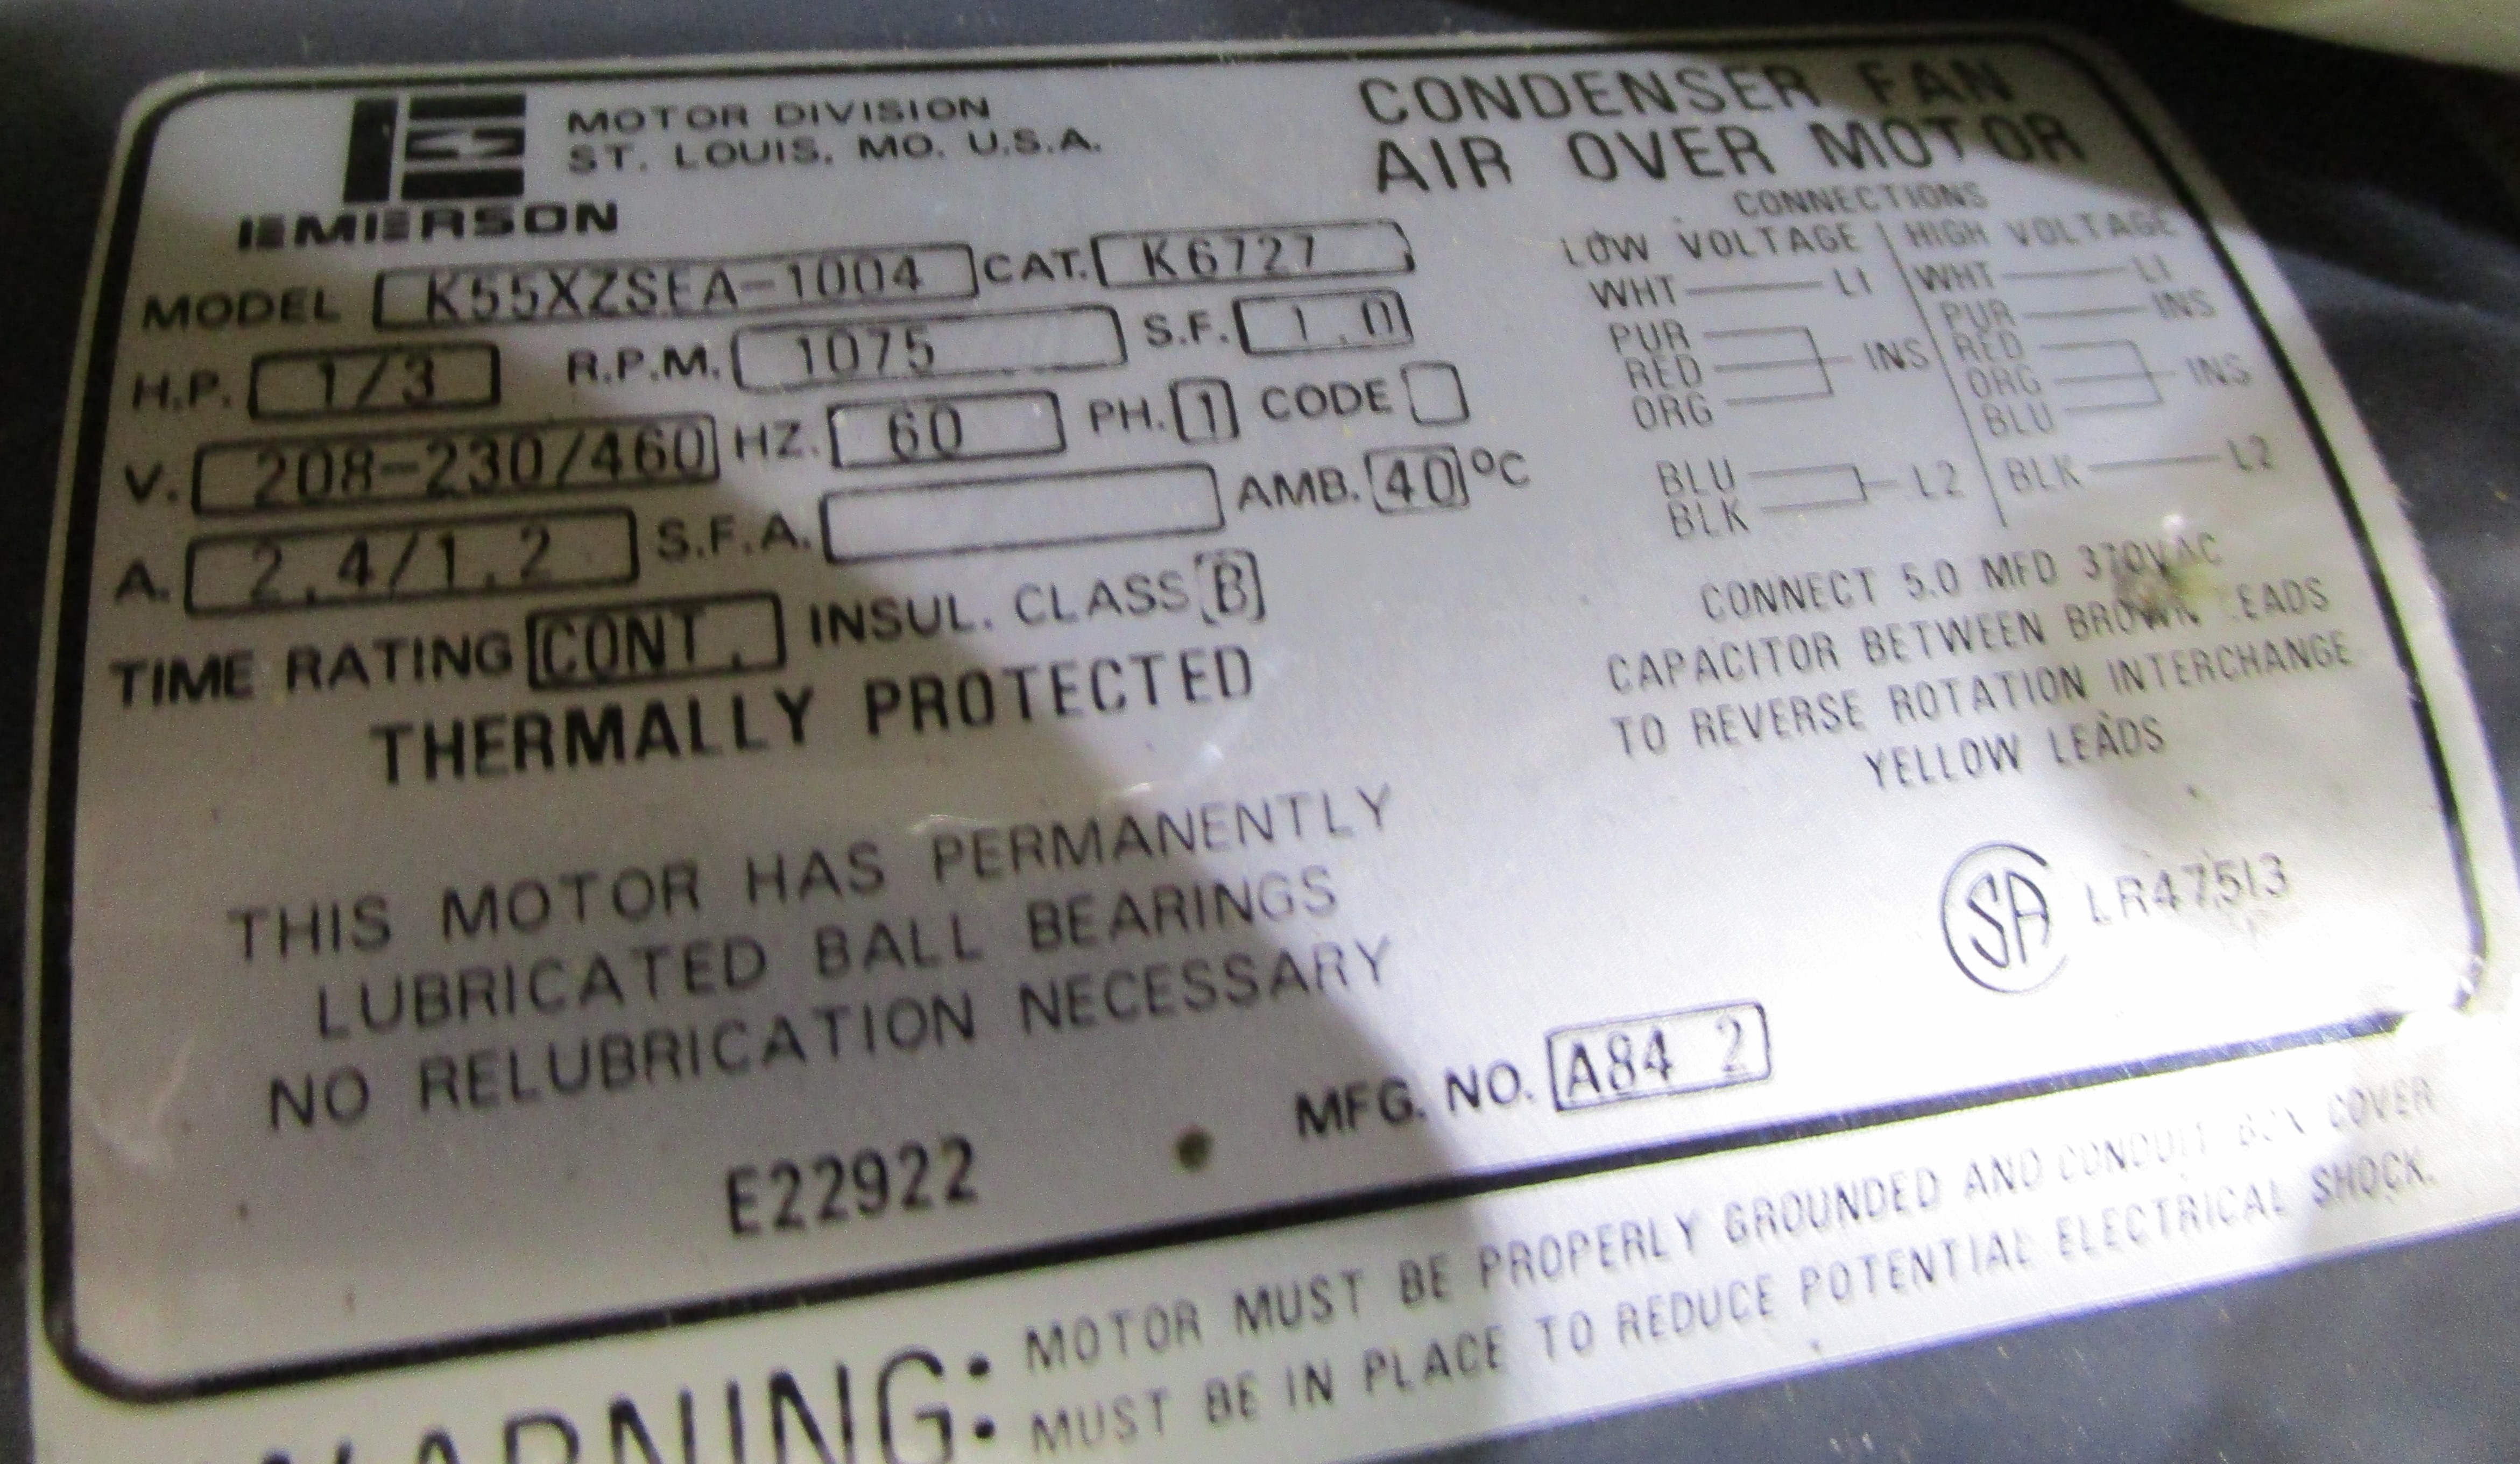 MOTOR DIVISION
ST. LOUIS, MO. U.S.A.
EMERSON
CONDENSER FAN
AIR OVER MOTOR
MODEL K55XZSEA-1004 CAT. K6727
H.P. 1/3 R.P.M. 1075 S.F. 1.0
V. 208-230/460 HZ. 60 PH. 1 CODE
A. 2.4/1.2 S.F.A. AMB. 40 °C
TIME RATING CONT. INSUL. CLASS B
THERMALLY PROTECTED
THIS MOTOR HAS PERMANENTLY
LUBRICATED BALL BEARINGS
NO RELUBRICATION NECESSARY
E22922
MFG. NO. A84 2
CONNECTIONS
LOW VOLTAGE
WHT L1
PUR
RED INS
ORG
BLU L2
BLK
HIGH VOLTAGE
WHT L1
PUR INS
RED
ORG INS
BLU
BLK L2
CONNECT 5.0 MFD 370VAC
CAPACITOR BETWEEN BROWN LEADS
TO REVERSE ROTATION INTERCHANGE
YELLOW LEADS
SA LR47513
WARNING: MOTOR MUST BE PROPERLY GROUNDED AND CONDUIT BOX COVER
MUST BE IN PLACE TO REDUCE POTENTIAL ELECTRICAL SHOCK.